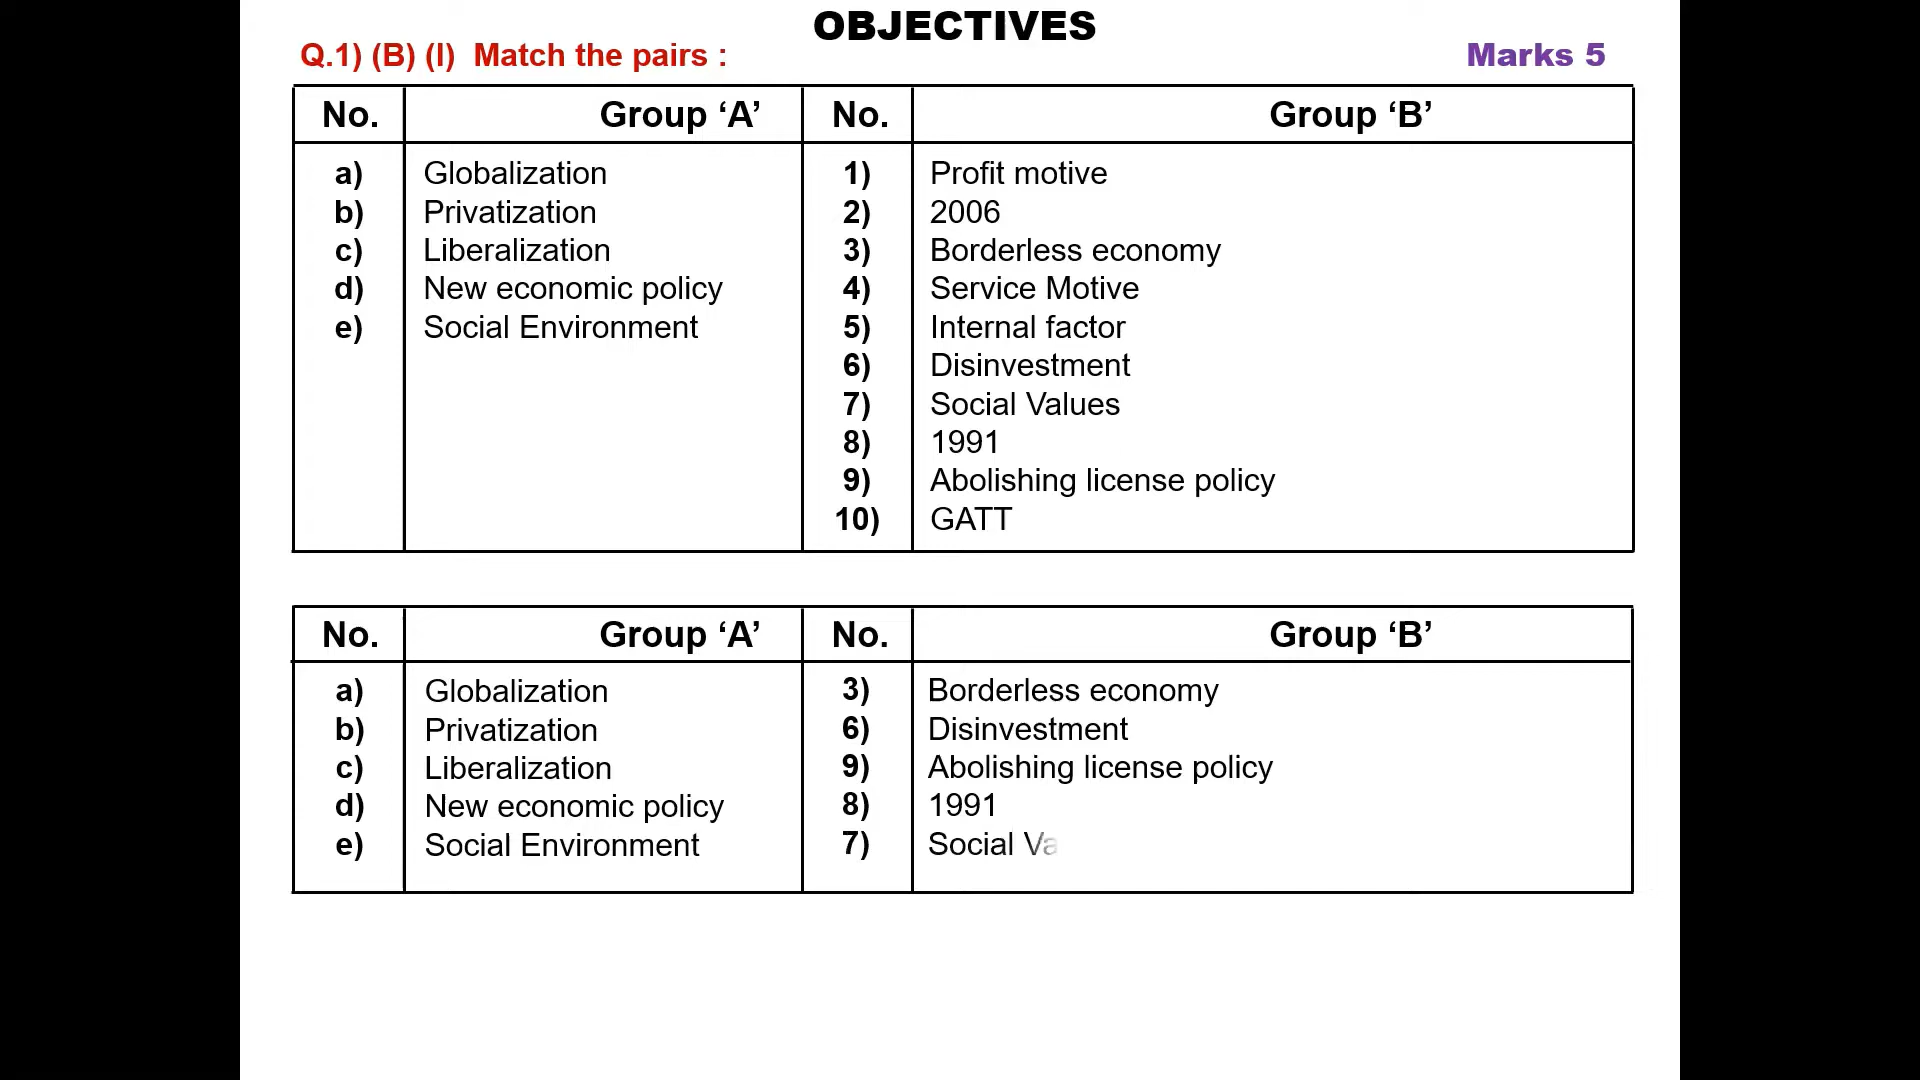 OBJECTIVES
Q.1) (B) (I) Match the pairs : Marks 5
No. Group ‘A’ No. Group ‘B’
a) Globalization 1) Profit motive
b) Privatization 2) 2006
c) Liberalization 3) Borderless economy
d) New economic policy 4) Service Motive
e) Social Environment 5) Internal factor
6) Disinvestment
7) Social Values
8) 1991
9) Abolishing license policy
10) GATT
No. Group ‘A’ No. Group ‘B’
a) Globalization 3) Borderless economy
b) Privatization 6) Disinvestment
c) Liberalization 9) Abolishing license policy
d) New economic policy 8) 1991
e) Social Environment 7) Social Va